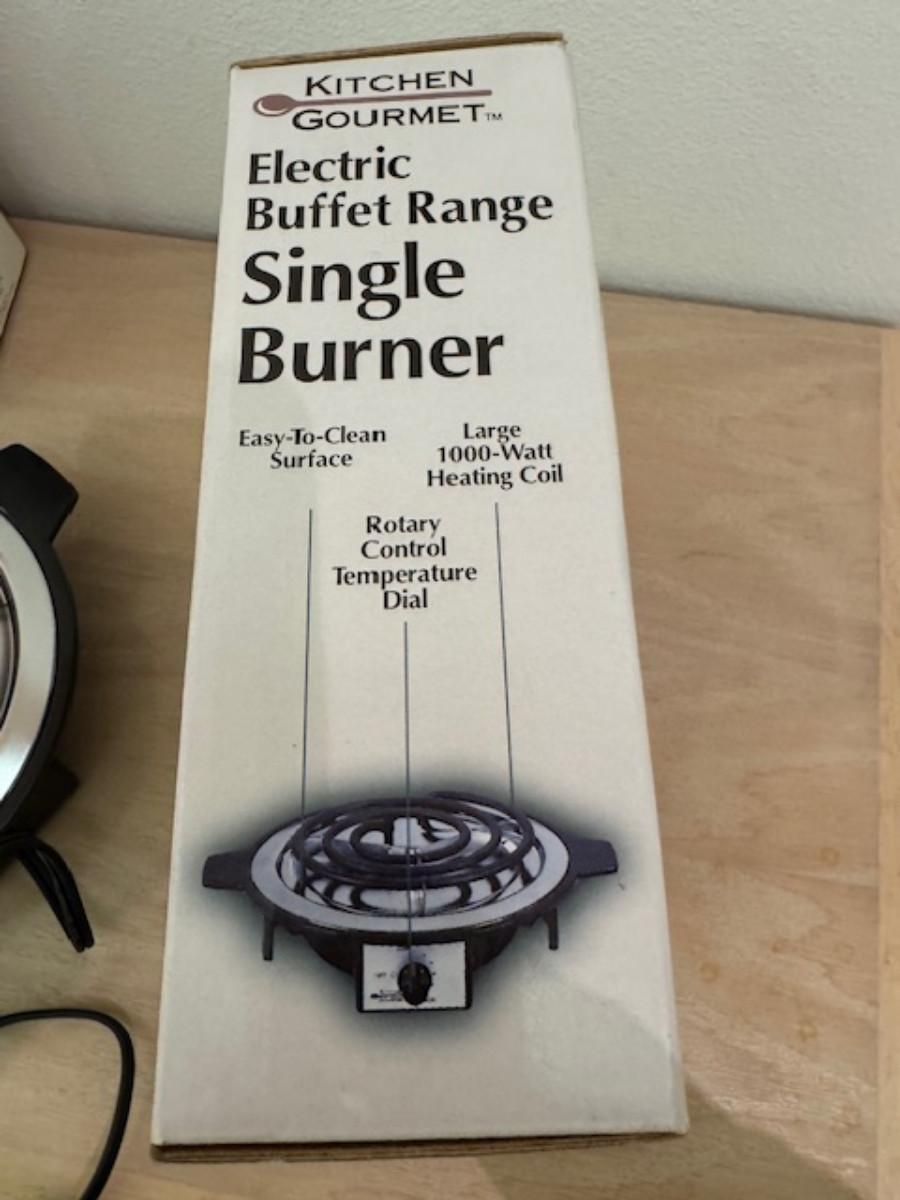 KITCHEN
GOURMET™
Electric
Buffet Range
Single
Burner
Easy-To-Clean
Surface
Large
1000-Watt
Heating Coil
Rotary
Control
Temperature
Dial